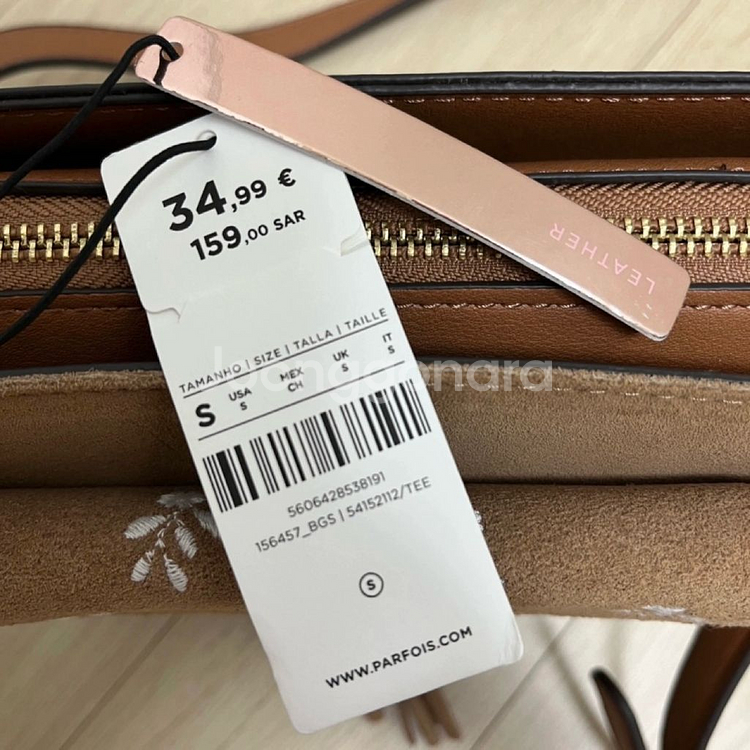 LEATHER
34,99 €
159,00 SAR
TAMANHO | SIZE | TALLA | TAILLE
S USA S MEX CH UK S IT S
5606428538191
156457_BGS | 54152112/TEE
S
WWW.PARFOIS.COM
bunggonara